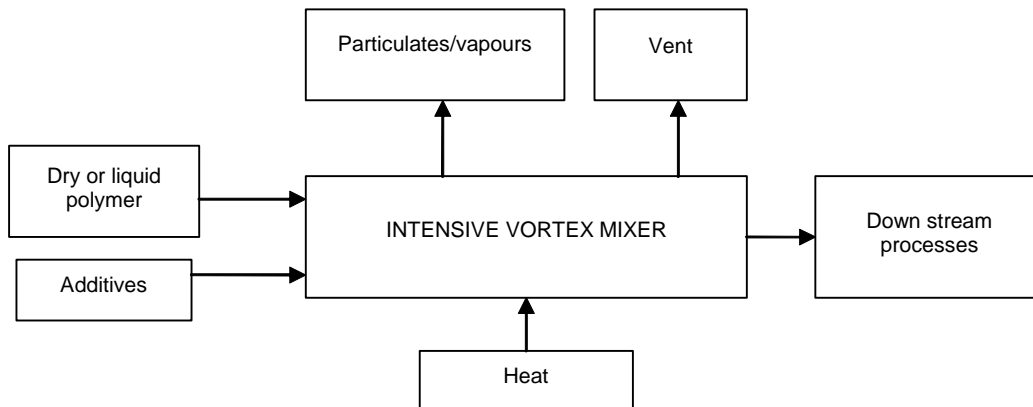 Particulates/vapours
Vent
Dry or liquid
polymer
INTENSIVE VORTEX MIXER
Down stream
processes
Additives
Heat